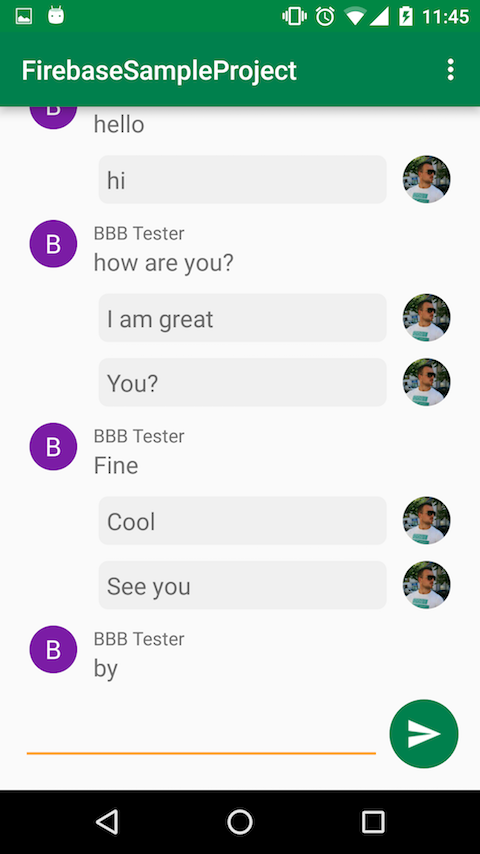 11:45
FirebaseSampleProject
B
hello
hi
BBB Tester
B
how are you?
I am great
You?
BBB Tester
B
Fine
Cool
See you
BBB Tester
B
by